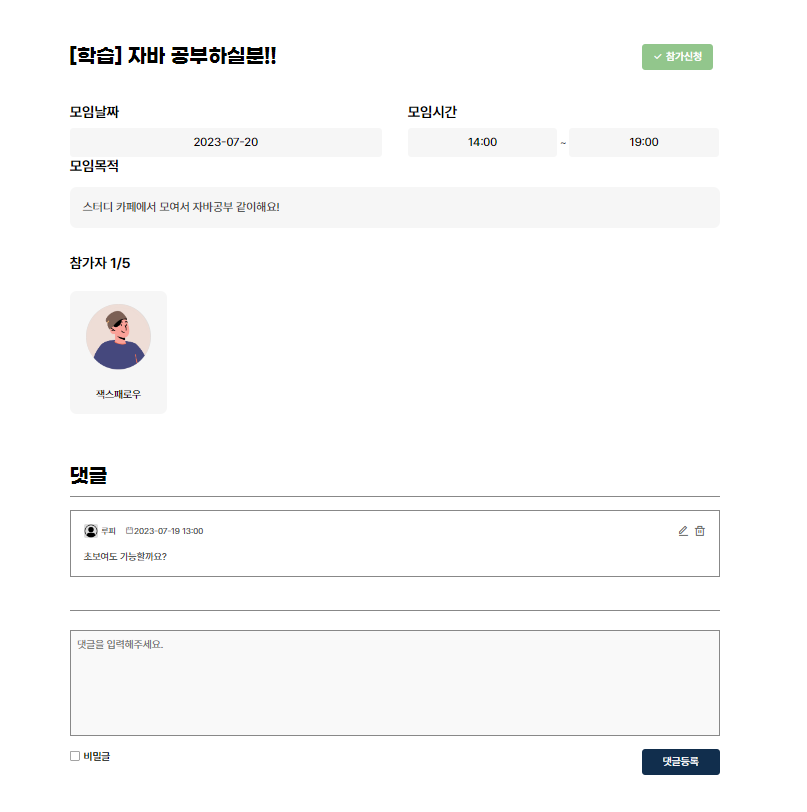 [학습] 자바 공부하실분!!
✓ 참가신청
모임날짜
모임시간
2023-07-20
14:00 ~ 19:00
모임목적
스터디 카페에서 모여서 자바공부 같이해요!
참가자 1/5
잭스패로우
댓글
루피 2023-07-19 13:00
초보여도 가능할까요?
댓글을 입력해주세요.
비밀글
댓글등록